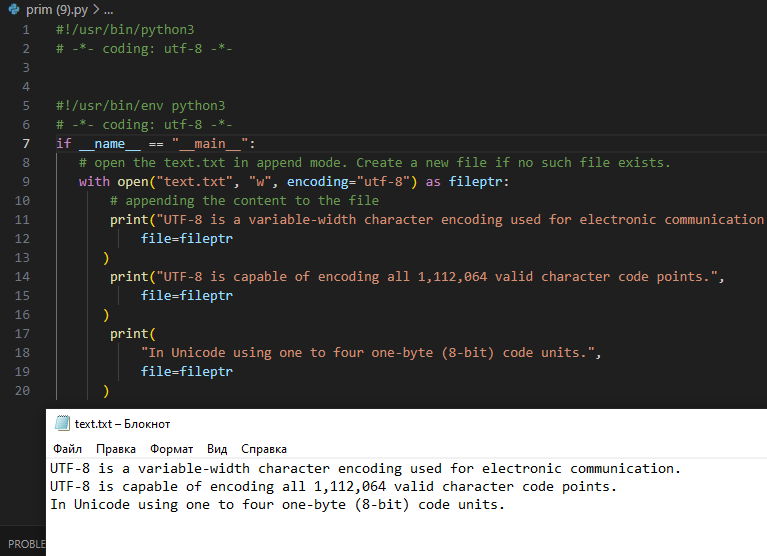 prim (9).py > ...
1 #!/usr/bin/python3
2 # -*- coding: utf-8 -*-
3
4
5 #!/usr/bin/env python3
6 # -*- coding: utf-8 -*-
7 if __name__ == "__main__":
8 # open the text.txt in append mode. Create a new file if no such file exists.
9 with open("text.txt", "w", encoding="utf-8") as fileptr:
10 # appending the content to the file
11 print("UTF-8 is a variable-width character encoding used for electronic communication
12 file=fileptr
13 )
14 print("UTF-8 is capable of encoding all 1,112,064 valid character code points.",
15 file=fileptr
16 )
17 print(
18 "In Unicode using one to four one-byte (8-bit) code units.",
19 file=fileptr
20 )
text.txt – Блокнот
Файл Правка Формат Вид Справка
UTF-8 is a variable-width character encoding used for electronic communication.
UTF-8 is capable of encoding all 1,112,064 valid character code points.
In Unicode using one to four one-byte (8-bit) code units.
PROBLE